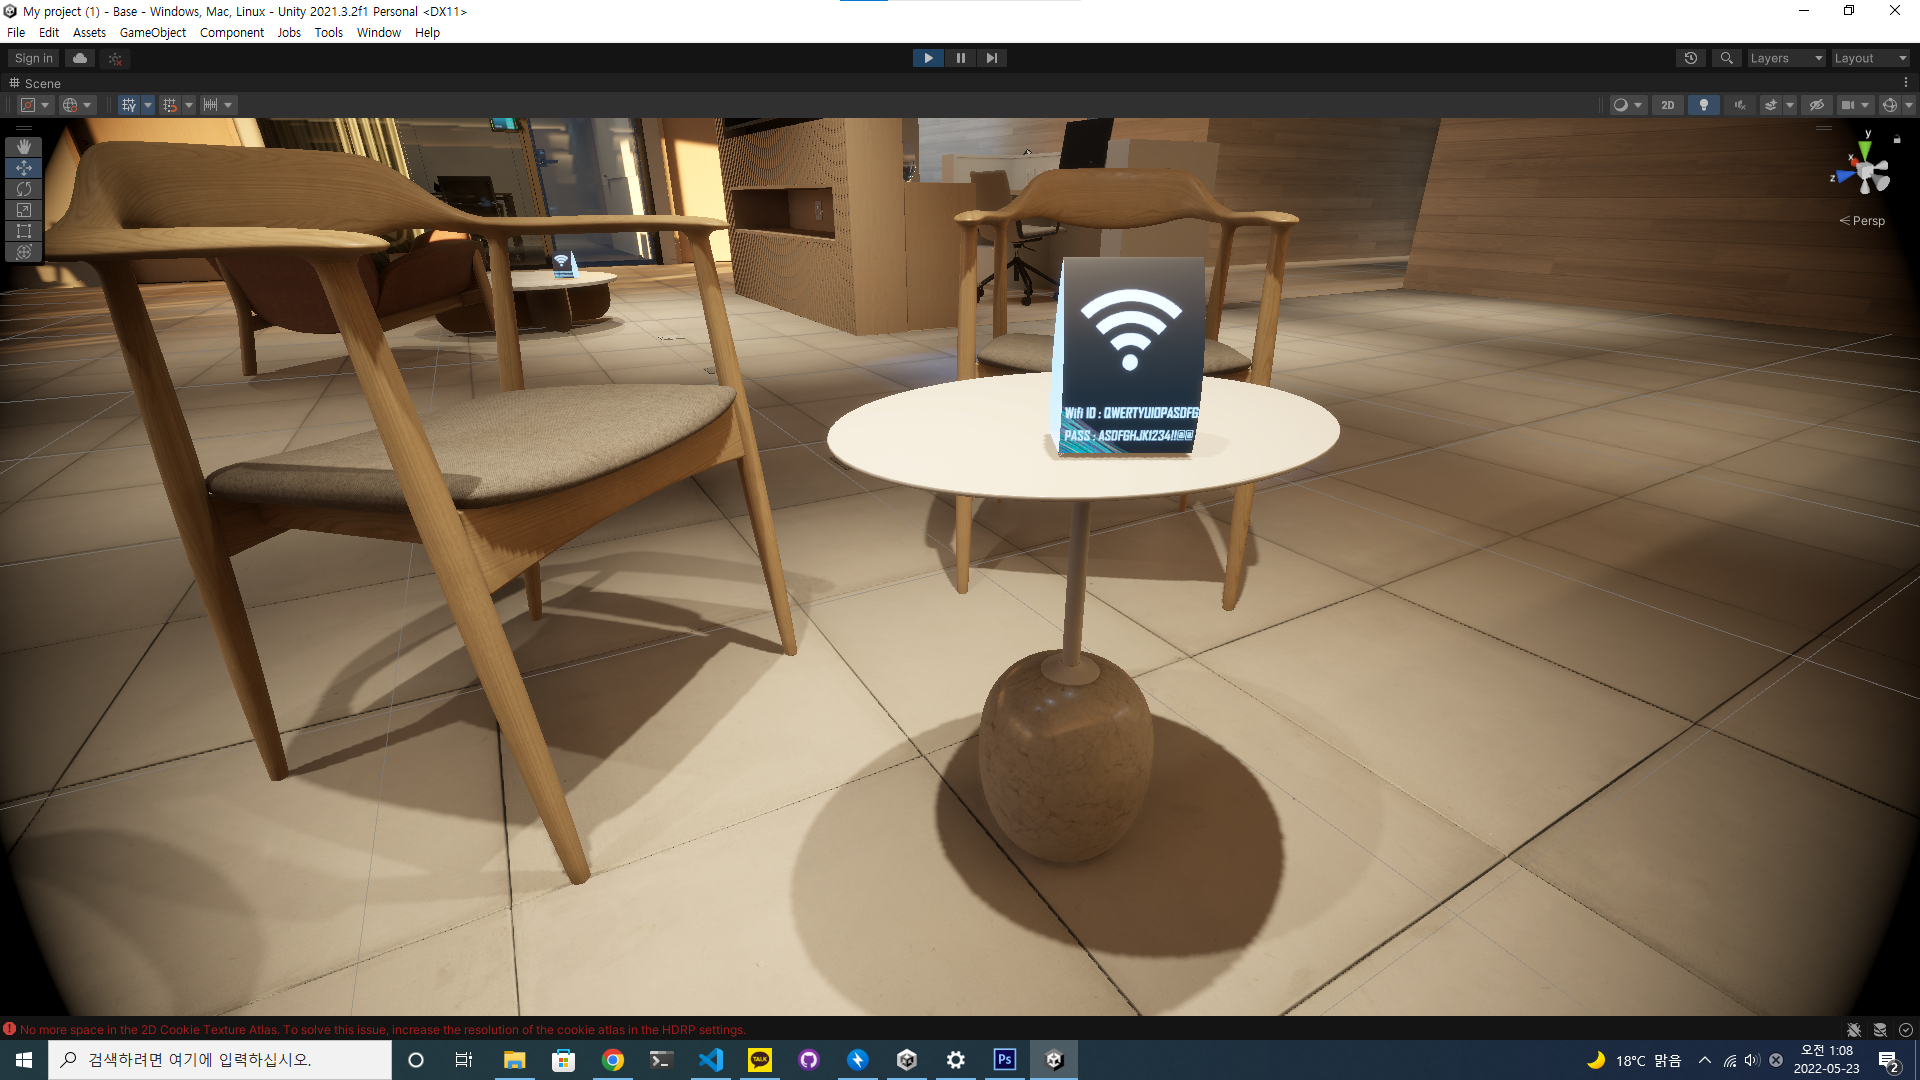 My project (1) - Base - Windows, Mac, Linux - Unity 2021.3.2f1 Personal <DX11>
File Edit Assets GameObject Component Jobs Tools Window Help
Sign in
Layers
Layout
Scene
2D
y
x
z
Persp
Wifi ID : QWERTYUIOPASDFG
PASS : ASDFGHJK1234!!@@
No more space in the 2D Cookie Texture Atlas. To solve this issue, increase the resolution of the cookie atlas in the HDRP settings.
검색하려면 여기에 입력하십시오.
TALK
Ps
18°C 맑음
오전 1:08
2022-05-23
2